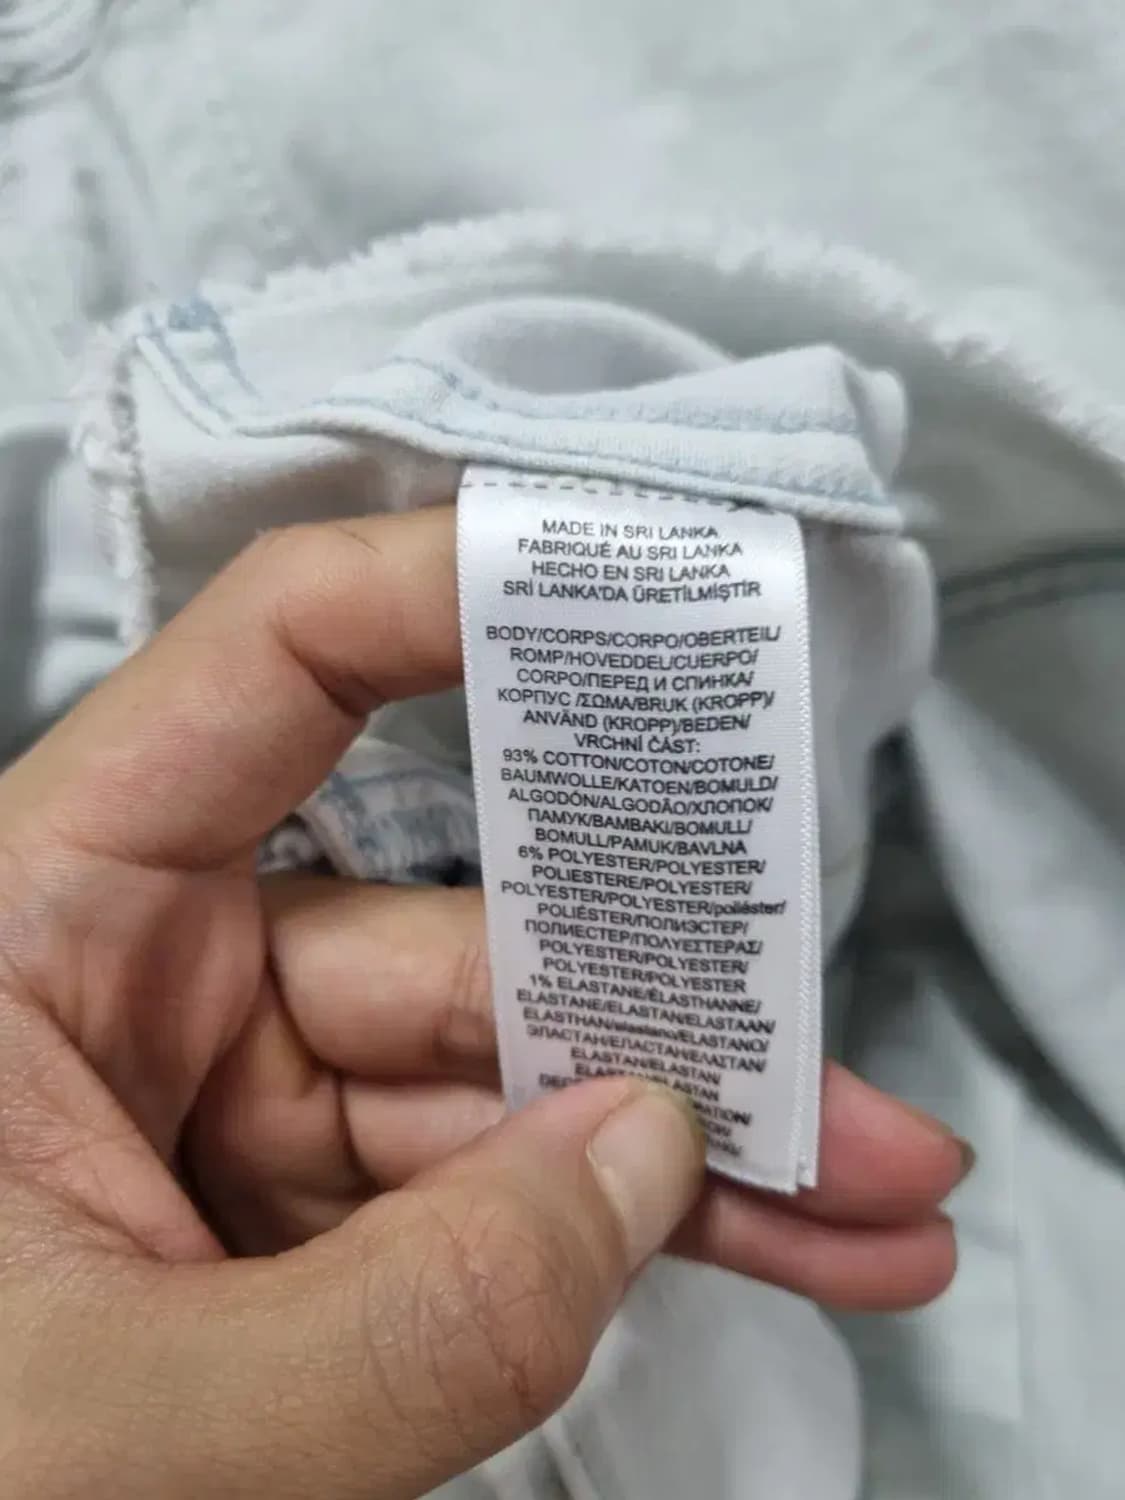 MADE IN SRI LANKA
FABRIQUÉ AU SRI LANKA
HECHO EN SRI LANKA
SRİ LANKA'DA ÜRETİLMİŞTİR
BODY/CORPS/CORPO/OBERTEIL/
ROMP/HOVEDDEL/CUERPO/
CORPO/ПЕРЕД И СПИНКА/
КОРПУС /ΣΩΜΑ/BRUK (KROPP)/
ANVÄND (KROPP)/BEDEN/
VRCHNÍ ČÁST:
93% COTTON/COTON/COTONE/
BAUMWOLLE/KATOEN/BOMULD/
ALGODÓN/ALGODÃO/ХЛОПОК/
ПАМУК/ΒΑΜΒΑΚΙ/BOMULL/
BOMULL/PAMUK/BAVLNA
6% POLYESTER/POLYESTER/
POLIESTERE/POLYESTER/
POLYESTER/POLYESTER/poliéster/
POLIÉSTER/ПОЛИЭСТЕР/
ПОЛИЕСТЕР/ΠΟΛΥΕΣΤΕΡΑΣ/
POLYESTER/POLYESTER/
POLYESTER/POLYESTER
1% ELASTANE/ÉLASTHANNE/
ELASTANE/ELASTAN/ELASTAAN/
ELASTHAN/elastano/ELASTANO/
ЭЛАСТАН/ЕЛАСТАН/ΕΛΑΣΤΑΝ/
ELASTAN/ELASTAN/